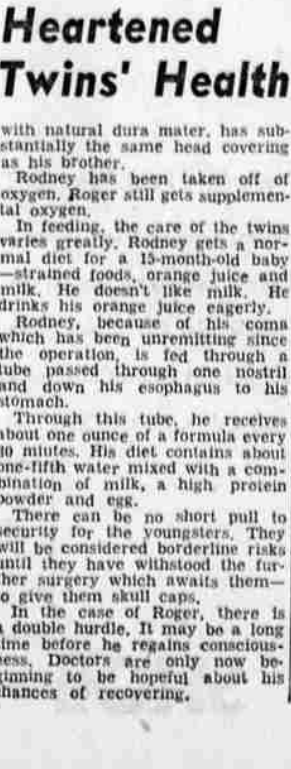 Heartened
Twins' Health
with natural dura mater, has sub-
stantially the same head covering
as his brother.
Rodney has been taken off of
oxygen. Roger still gets supplemen-
tal oxygen.
In feeding, the care of the twins
varies greatly. Rodney gets a nor-
mal diet for a 15-month-old baby
—strained foods, orange juice and
milk. He doesn't like milk. He
drinks his orange juice eagerly.
Rodney, because of his coma
which has been unremitting since
the operation, is fed through a
tube passed through one nostril
and down his esophagus to his
stomach.
Through this tube, he receives
about one ounce of a formula every
miutes. His diet contains about
one-fifth water mixed with a com-
bination of milk, a high protein
powder and egg.
There can be no short pull to
security for the youngsters. They
will be considered borderline risks
until they have withstood the fur-
her surgery which awaits them—
o give them skull caps.
In the case of Roger, there is
a double hurdle. It may be a long
ime before he regains conscious-
ess. Doctors are only now be-
ginning to be hopeful about his
chances of recovering.